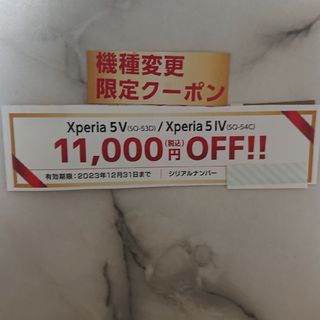 機種変更
限定クーポン
Xperia 5 V (SO-53D) / Xperia 5 IV (SO-54C)
11,000円(税込) OFF!!
有効期限：2023年12月31日まで シリアルナンバー